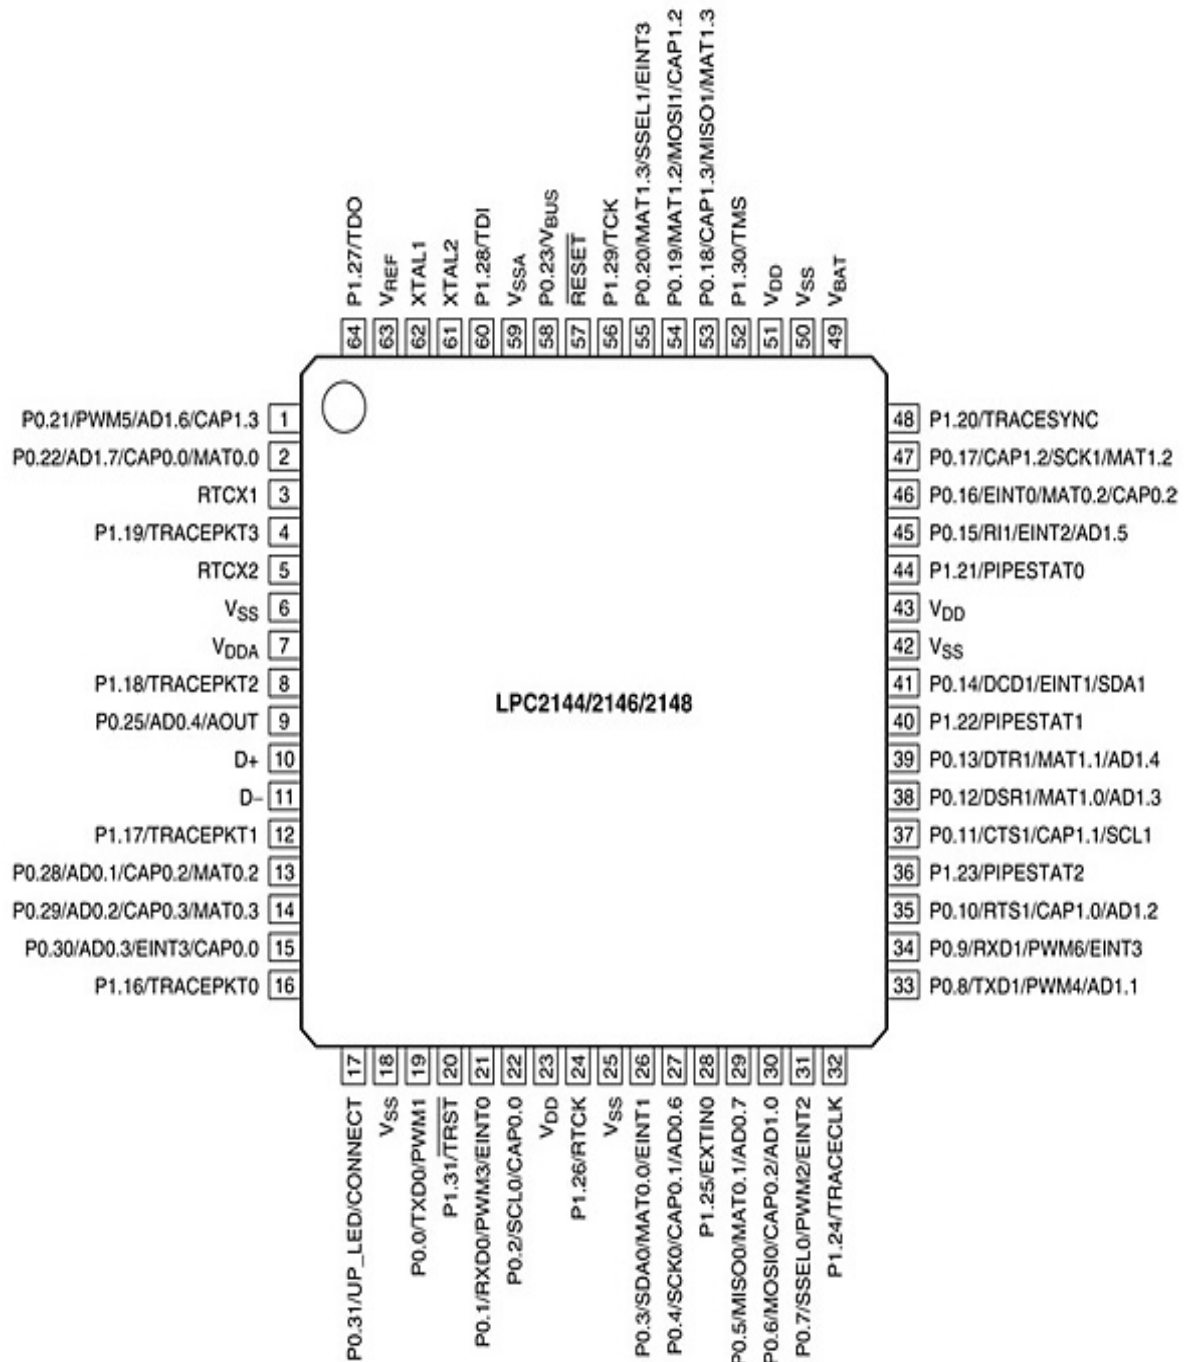 P1.27/TDO
VREF
XTAL1
XTAL2
P1.28/TDI
VSSA
P0.23/VBUS
RESET
P1.29/TCK
P0.20/MAT1.3/SSEL1/EINT3
P0.19/MAT1.2/MOSI1/CAP1.2
P0.18/CAP1.3/MISO1/MAT1.3
P1.30/TMS
VDD
VSS
VBAT
64
63
62
61
60
59
58
57
56
55
54
53
52
51
50
49
P0.21/PWM5/AD1.6/CAP1.3 1
P0.22/AD1.7/CAP0.0/MAT0.0 2
RTCX1 3
P1.19/TRACEPKT3 4
RTCX2 5
VSS 6
VDDA 7
P1.18/TRACEPKT2 8
P0.25/AD0.4/AOUT 9
D+ 10
D− 11
P1.17/TRACEPKT1 12
P0.28/AD0.1/CAP0.2/MAT0.2 13
P0.29/AD0.2/CAP0.3/MAT0.3 14
P0.30/AD0.3/EINT3/CAP0.0 15
P1.16/TRACEPKT0 16
LPC2144/2146/2148
48 P1.20/TRACESYNC
47 P0.17/CAP1.2/SCK1/MAT1.2
46 P0.16/EINT0/MAT0.2/CAP0.2
45 P0.15/RI1/EINT2/AD1.5
44 P1.21/PIPESTAT0
43 VDD
42 VSS
41 P0.14/DCD1/EINT1/SDA1
40 P1.22/PIPESTAT1
39 P0.13/DTR1/MAT1.1/AD1.4
38 P0.12/DSR1/MAT1.0/AD1.3
37 P0.11/CTS1/CAP1.1/SCL1
36 P1.23/PIPESTAT2
35 P0.10/RTS1/CAP1.0/AD1.2
34 P0.9/RXD1/PWM6/EINT3
33 P0.8/TXD1/PWM4/AD1.1
17
18
19
20
21
22
23
24
25
26
27
28
29
30
31
32
P0.31/UP_LED/CONNECT
VSS
P0.0/TXD0/PWM1
P1.31/TRST
P0.1/RXD0/PWM3/EINT0
P0.2/SCL0/CAP0.0
VDD
P1.26/RTCK
VSS
P0.3/SDA0/MAT0.0/EINT1
P0.4/SCK0/CAP0.1/AD0.6
P1.25/EXTIN0
P0.5/MISO0/MAT0.1/AD0.7
P0.6/MOSI0/CAP0.2/AD1.0
P0.7/SSEL0/PWM2/EINT2
P1.24/TRACECLK